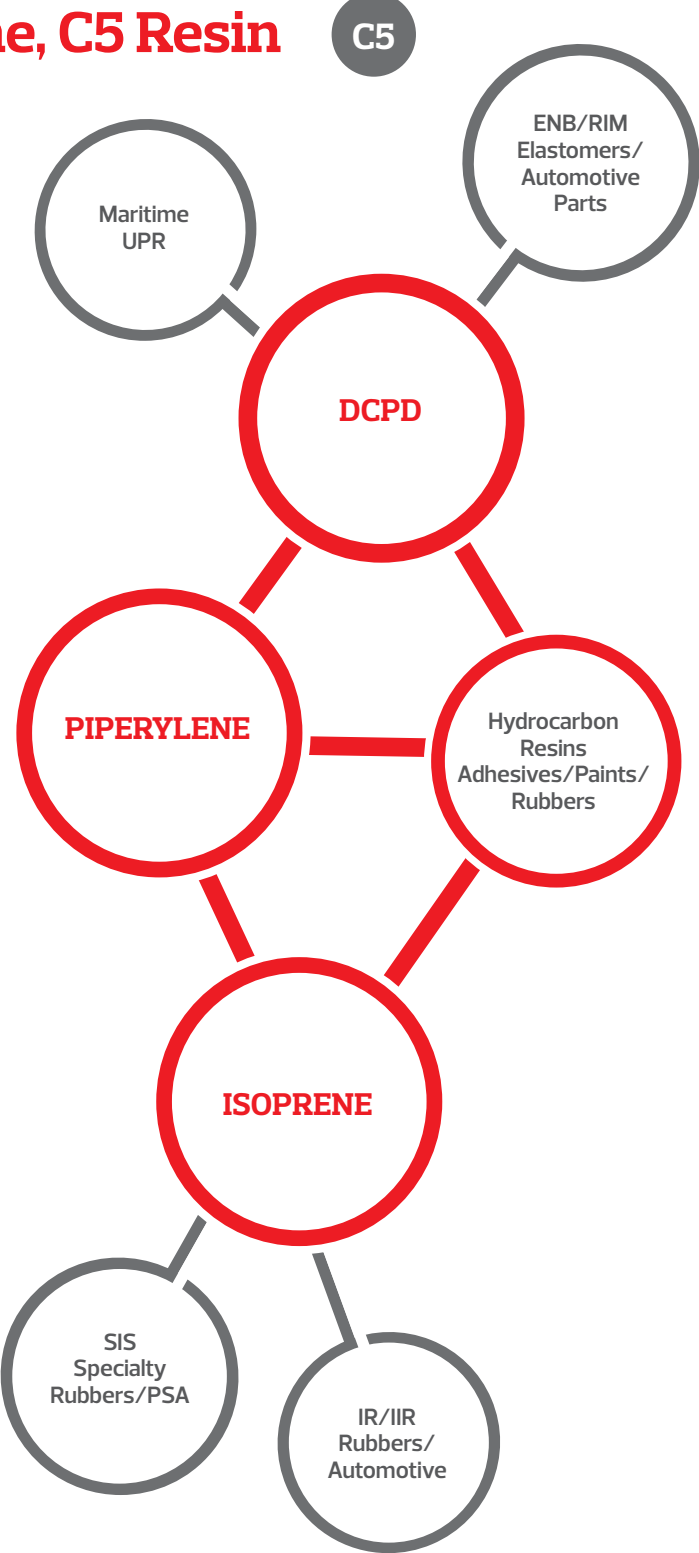 e, C5 Resin
C5
ENB/RIM
Elastomers/
Automotive
Parts
Maritime
UPR
DCPD
PIPERYLENE
Hydrocarbon
Resins
Adhesives/Paints/
Rubbers
ISOPRENE
SIS
Specialty
Rubbers/PSA
IR/IIR
Rubbers/
Automotive